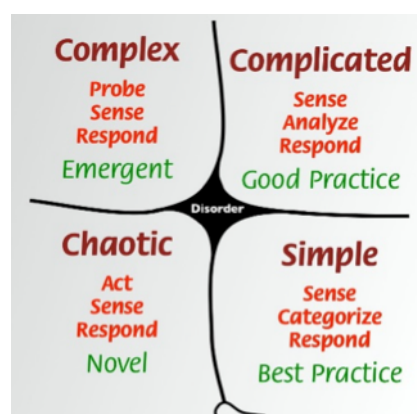 Complex
Probe
Sense
Respond
Emergent
Complicated
Sense
Analyze
Respond
Good Practice
Disorder
Chaotic
Act
Sense
Respond
Novel
Simple
Sense
Categorize
Respond
Best Practice